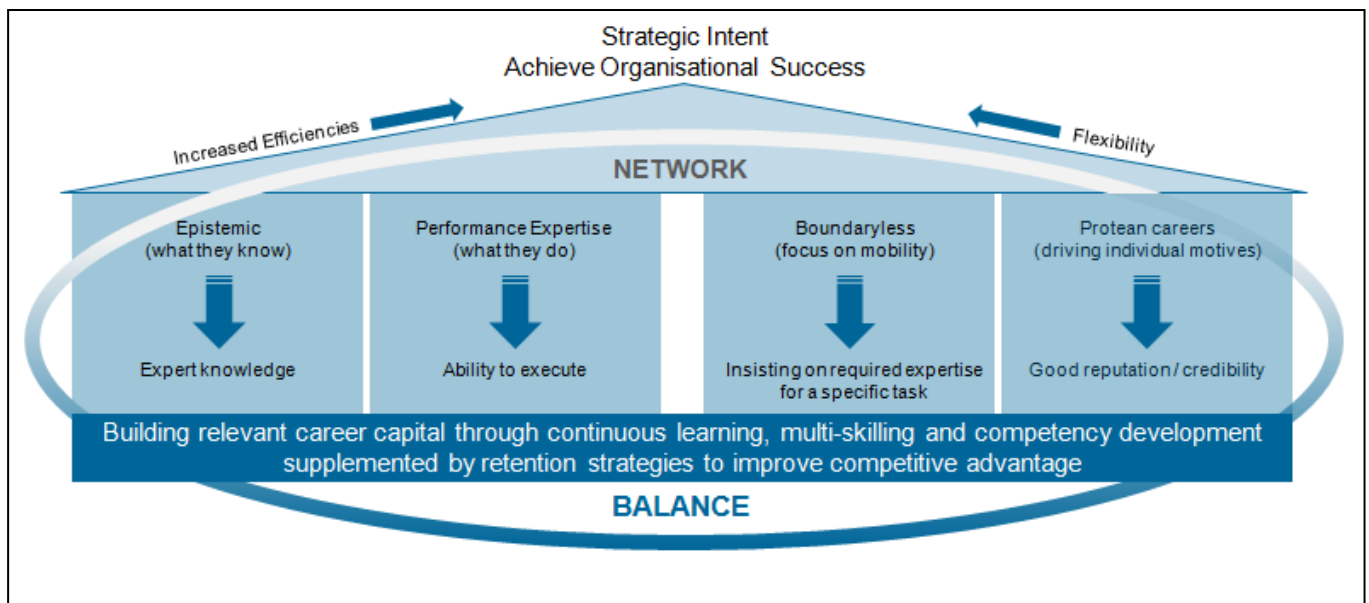 Strategic Intent
Achieve Organisational Success
Increased Efficiencies
Flexibility
NETWORK
Epistemic
(what they know)
Expert knowledge
Performance Expertise
(what they do)
Ability to execute
Boundaryless
(focus on mobility)
Insisting on required expertise
for a specific task
Protean careers
(driving individual motives)
Good reputation / credibility
Building relevant career capital through continuous learning, multi-skilling and competency development
supplemented by retention strategies to improve competitive advantage
BALANCE